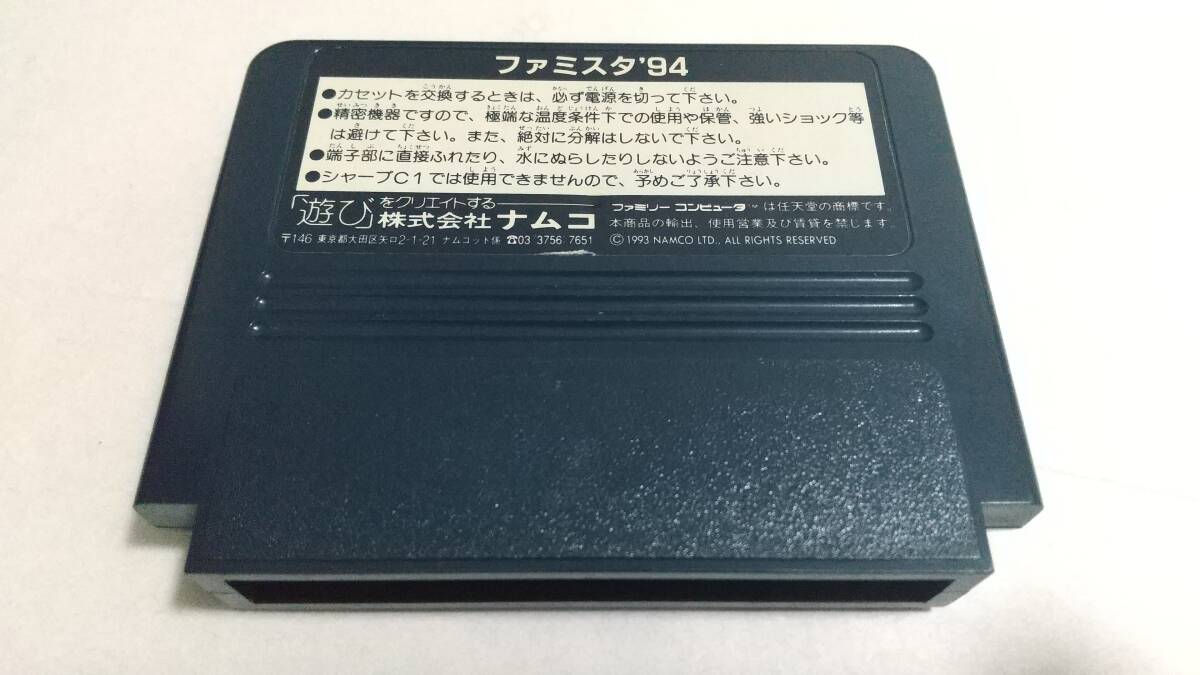 ファミスタ'94
●カセットを交換するときは、必ず電源を切って下さい。
●精密機器ですので、極端な温度条件下での使用や保管、強いショック等
は避けて下さい。また、絶対に分解はしないで下さい。
●端子部に直接ふれたり、水にぬらしたりしないようご注意下さい。
●シャープC1では使用できませんので、予めご了承下さい。
「遊び」をクリエイトする
株式会社 ナムコ
〒146 東京都大田区矢口2-1-21 ナムコット係 ☎03 3756 7651
ファミリー コンピュータ™は任天堂の商標です。
本商品の輸出、使用営業及び賃貸を禁じます。
©1993 NAMCO LTD., ALL RIGHTS RESERVED